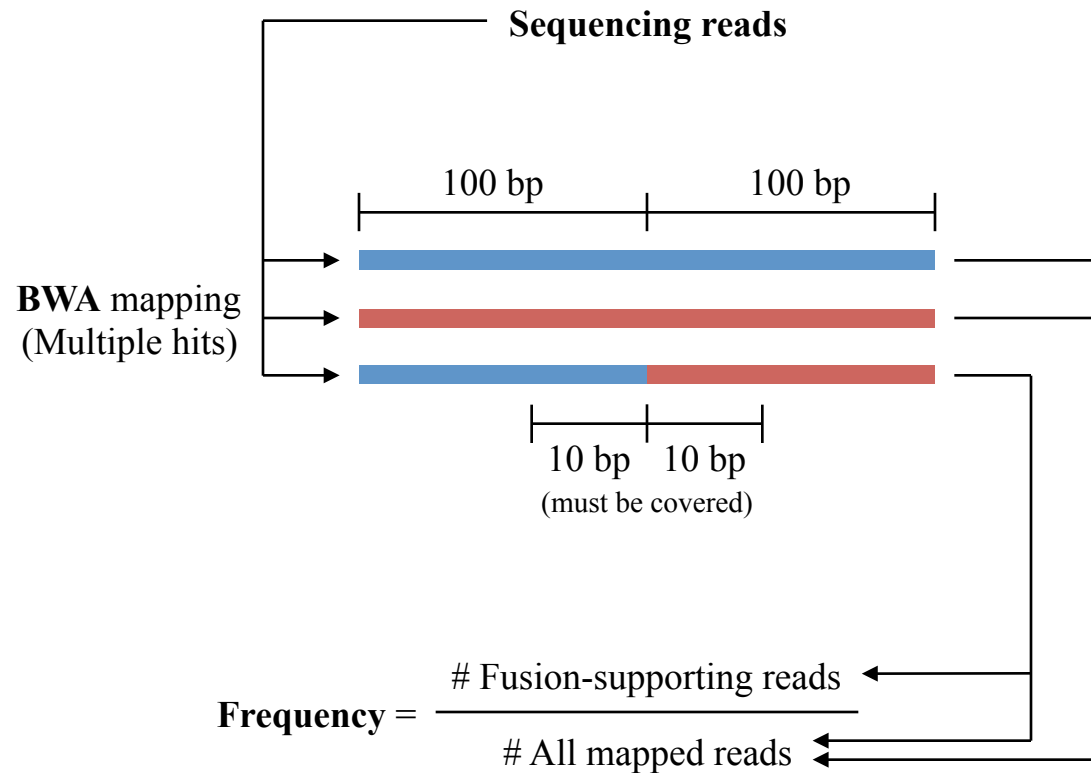 Sequencing reads
100 bp 100 bp
BWA mapping
(Multiple hits)
10 bp 10 bp
(must be covered)
# Fusion-supporting reads
Frequency =
# All mapped reads